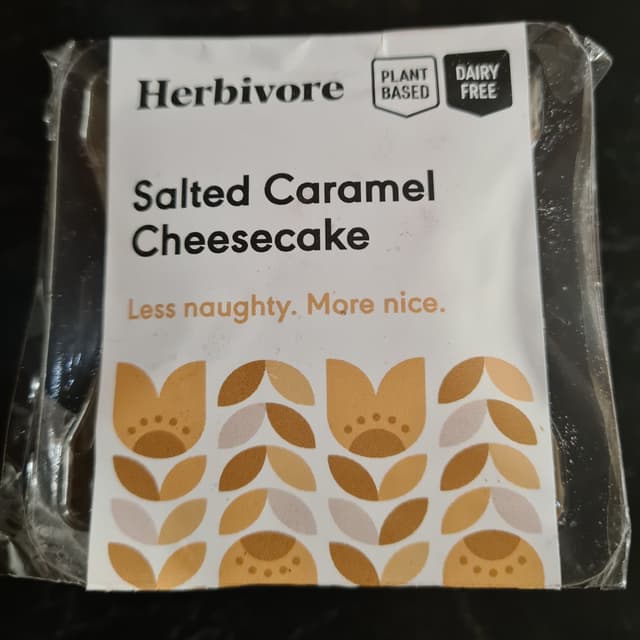 Herbivore
PLANT
BASED
DAIRY
FREE
Salted Caramel
Cheesecake
Less naughty. More nice.